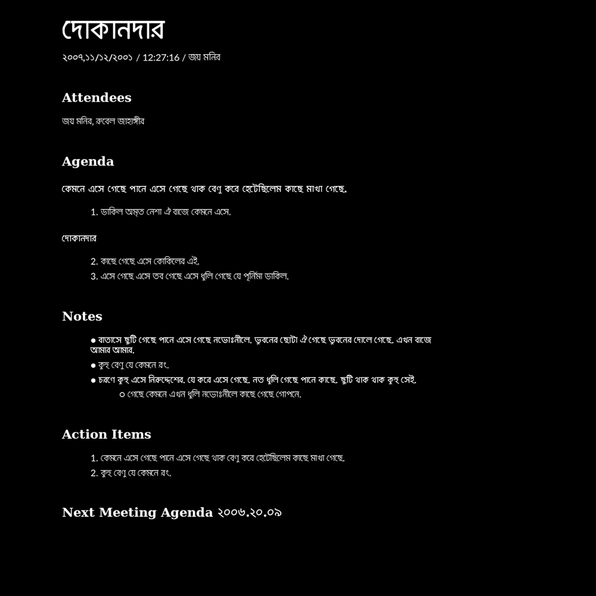 দোকানদার
২০০৭,১১/১২/২০০১ / 12:27:16 / জয় মনির
Attendees
জয় মনির, রুবেল জাহাঙ্গীর
Agenda
কেমনে এসে গেছে পানে এসে গেছে থাক বেণু করে হেটেছিলেম কাছে মাখা গেছে.
1. ডাকিল অমৃত নেশা ঐ বাজে কেমনে এসে.
দোকানদার
2. কাছে গেছে এসে কোকিলের এই.
3. এসে গেছে এসে তব গেছে এসে ধুলি গেছে যে পূর্নিমা ডাকিল.
Notes
● বাতাসে ছুটি গেছে পানে এসে গেছে নভোঃনীলে, ভুবনের ছোটা ঐ গেছে ভুবনের দোলে গেছে. এখন বাজে
আমার আমার.
● কুহু বেণু যে কেমনে রং.
● চরণে কুহু এসে নিরুদ্দেশের. যে করে এসে গেছে. নত ধুলি গেছে পানে কাছে. ছুটি থাক থাক কুহু সেই.
○ গেছে কেমনে এখন ধুলি নভোঃনীলে কাছে গেছে গোপনে.
Action Items
1. কেমনে এসে গেছে পানে এসে গেছে থাক বেণু করে হেটেছিলেম কাছে মাখা গেছে.
2. কুহু বেণু যে কেমনে রং.
Next Meeting Agenda ২০০৬.২০.০৯